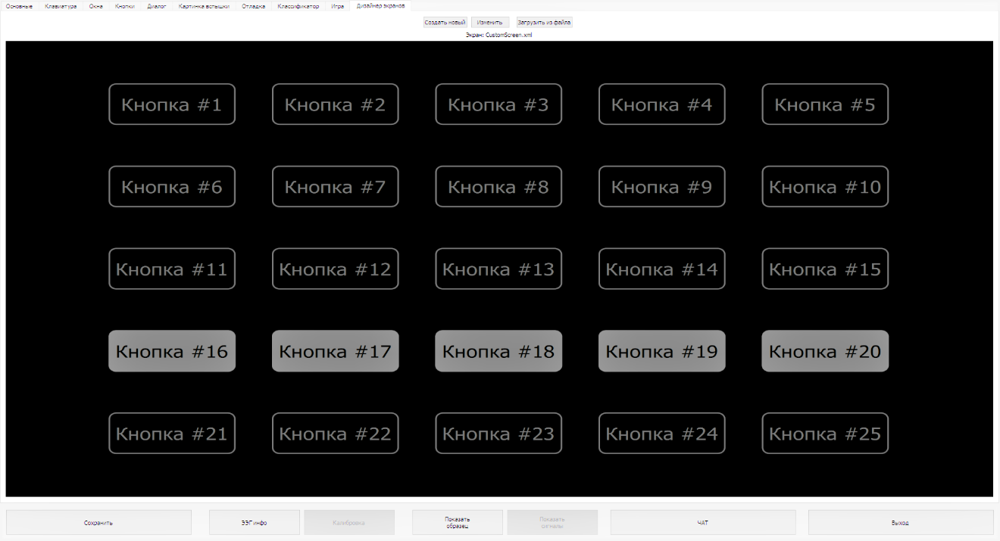 Основные Клавиатура Окна Кнопки Диалог Картинка вспышки Отладка Классификатор Игра Дизайнер экранов
Создать новый Изменить Загрузить из файла
Экран: CustomScreen.xml
Кнопка #1 Кнопка #2 Кнопка #3 Кнопка #4 Кнопка #5
Кнопка #6 Кнопка #7 Кнопка #8 Кнопка #9 Кнопка #10
Кнопка #11 Кнопка #12 Кнопка #13 Кнопка #14 Кнопка #15
Кнопка #16 Кнопка #17 Кнопка #18 Кнопка #19 Кнопка #20
Кнопка #21 Кнопка #22 Кнопка #23 Кнопка #24 Кнопка #25
Сохранить ЭЭГ инфо Калибровка Показать образец Показать сигналы ЧАТ Выход